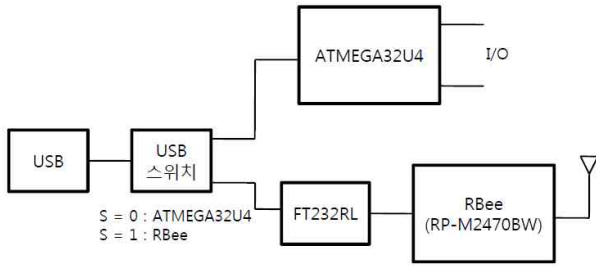 ATMEGA32U4
I/O
USB
USB
스위치
S = 0 : ATMEGA32U4
S = 1 : RBee
FT232RL
RBee
(RP-M2470BW)